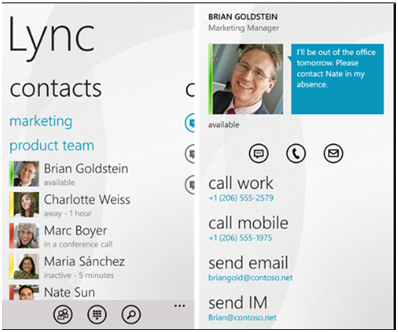 Lync
contacts
marketing
product team
Brian Goldstein
available
Charlotte Weiss
away - 1 hour
Marc Boyer
in a conference call
Maria Sánchez
inactive - 5 minutes
Nate Sun
BRIAN GOLDSTEIN
Marketing Manager
I'll be out of the office
tomorrow. Please
contact Nate in my
absence.
available
call work
+1 (206) 555-2579
call mobile
+1 (206) 555-1975
send email
briangold@contoso.net
send IM
Brian@contoso.net